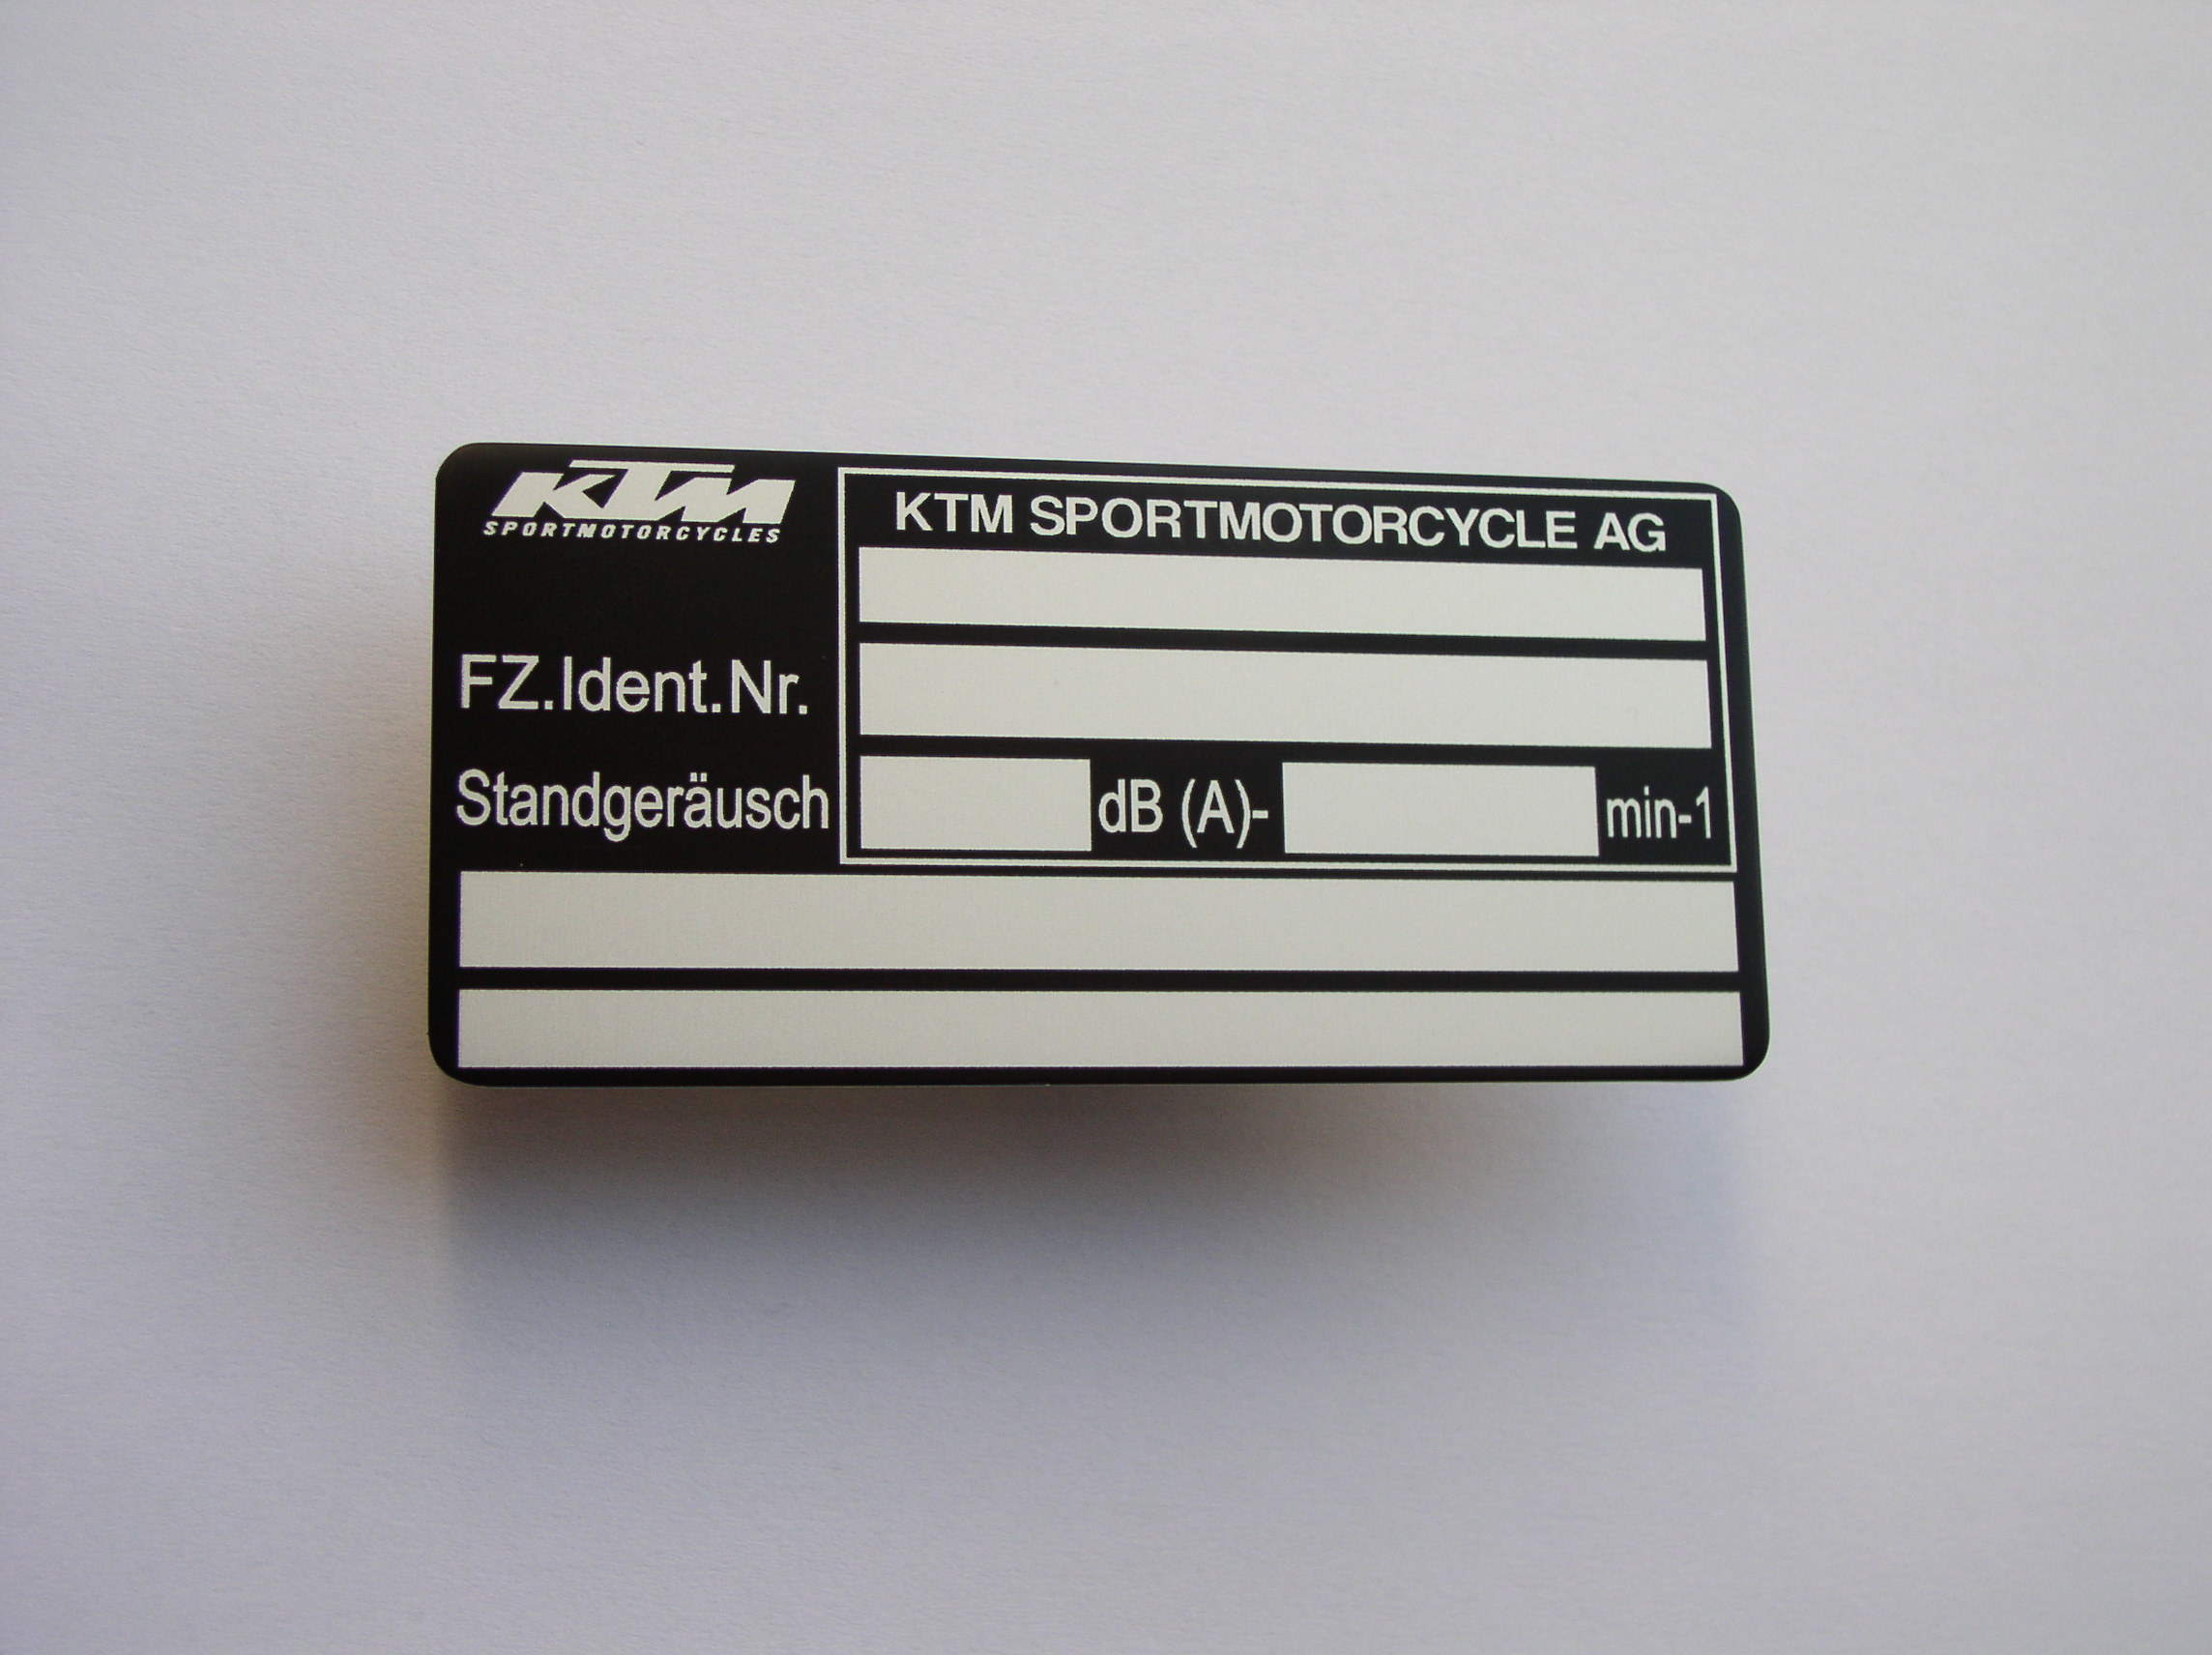 KTM
SPORTMOTORCYCLES
KTM SPORTMOTORCYCLE AG
FZ.Ident.Nr.
Standgeräusch dB (A)- min-1